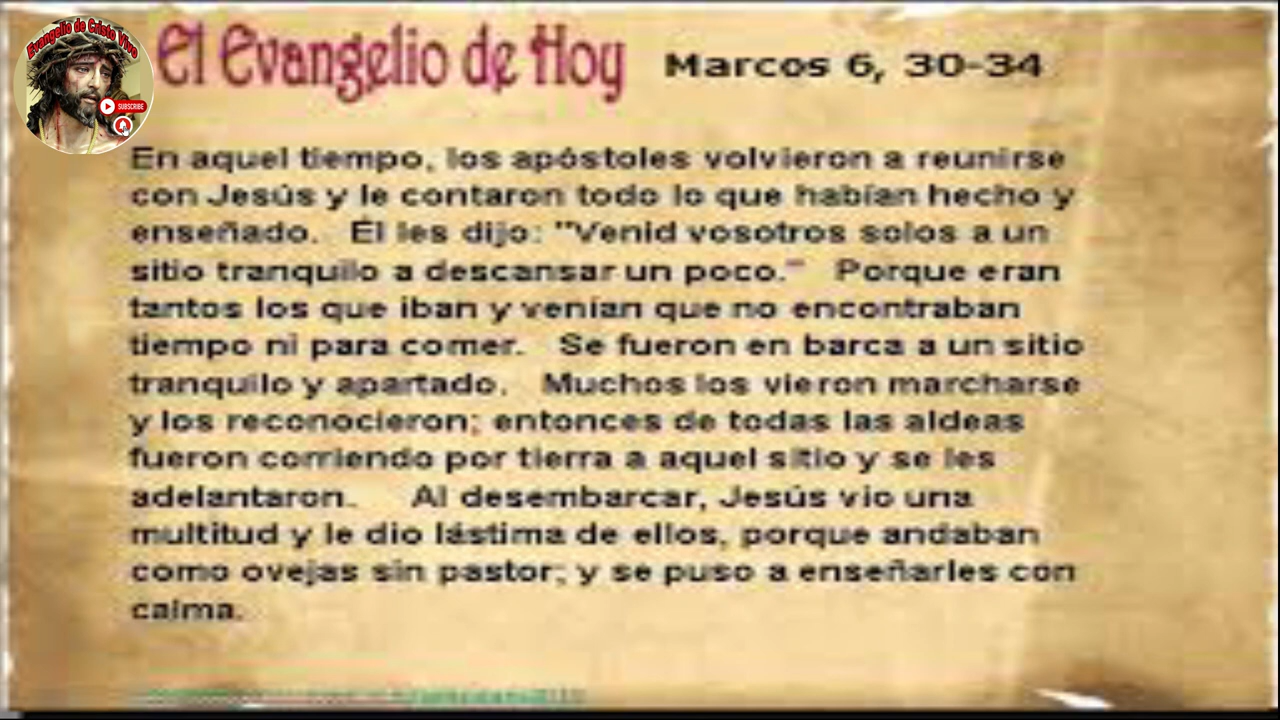 Evangelio de Cristo Vivo
SUBSCRIBE
El Evangelio de Hoy
Marcos 6, 30-34
En aquel tiempo, los apóstoles volvieron a reunirse
con Jesús y le contaron todo lo que habían hecho y
enseñado. Él les dijo: "Venid vosotros solos a un
sitio tranquilo a descansar un poco." Porque eran
tantos los que iban y venían que no encontraban
tiempo ni para comer. Se fueron en barca a un sitio
tranquilo y apartado. Muchos los vieron marcharse
y los reconocieron; entonces de todas las aldeas
fueron corriendo por tierra a aquel sitio y se les
adelantaron. Al desembarcar, Jesús vio una
multitud y le dio lástima de ellos, porque andaban
como ovejas sin pastor; y se puso a enseñarles con
calma.